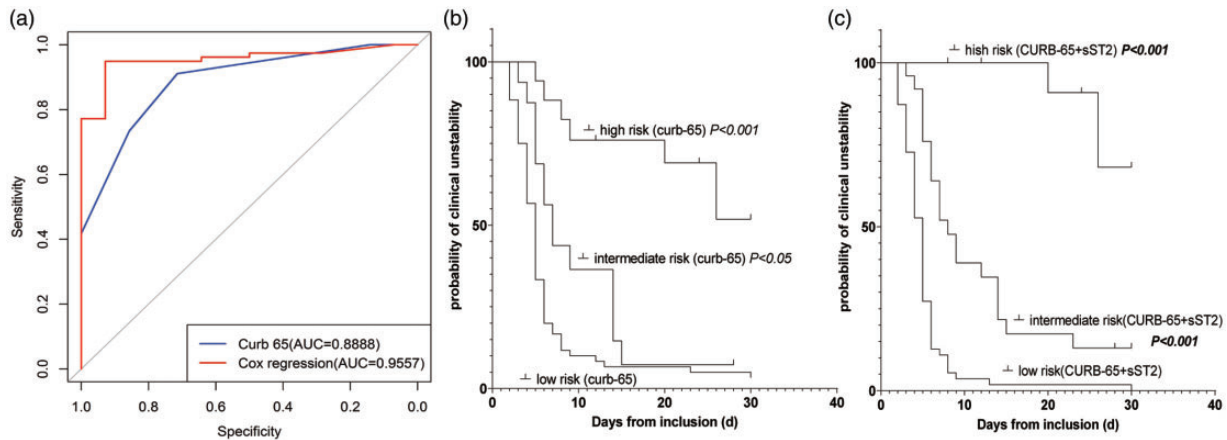 (a)
Sensitivity
1.0
0.8
0.6
0.4
0.2
0.0
Curb 65(AUC=0.8888)
Cox regression(AUC=0.9557)
1.0 0.8 0.6 0.4 0.2 0.0
Specificity
(b)
probability of clinical unstability
100
50
0
high risk (curb-65) P<0.001
intermediate risk (curb-65) P<0.05
low risk (curb-65)
0 10 20 30 40
Days from inclusion (d)
(c)
probability of clinical unstability
100
50
0
high risk (CURB-65+sST2) P<0.001
intermediate risk(CURB-65+sST2)
P<0.001
low risk(CURB-65+sST2)
0 10 20 30 40
Days from inclusion (d)